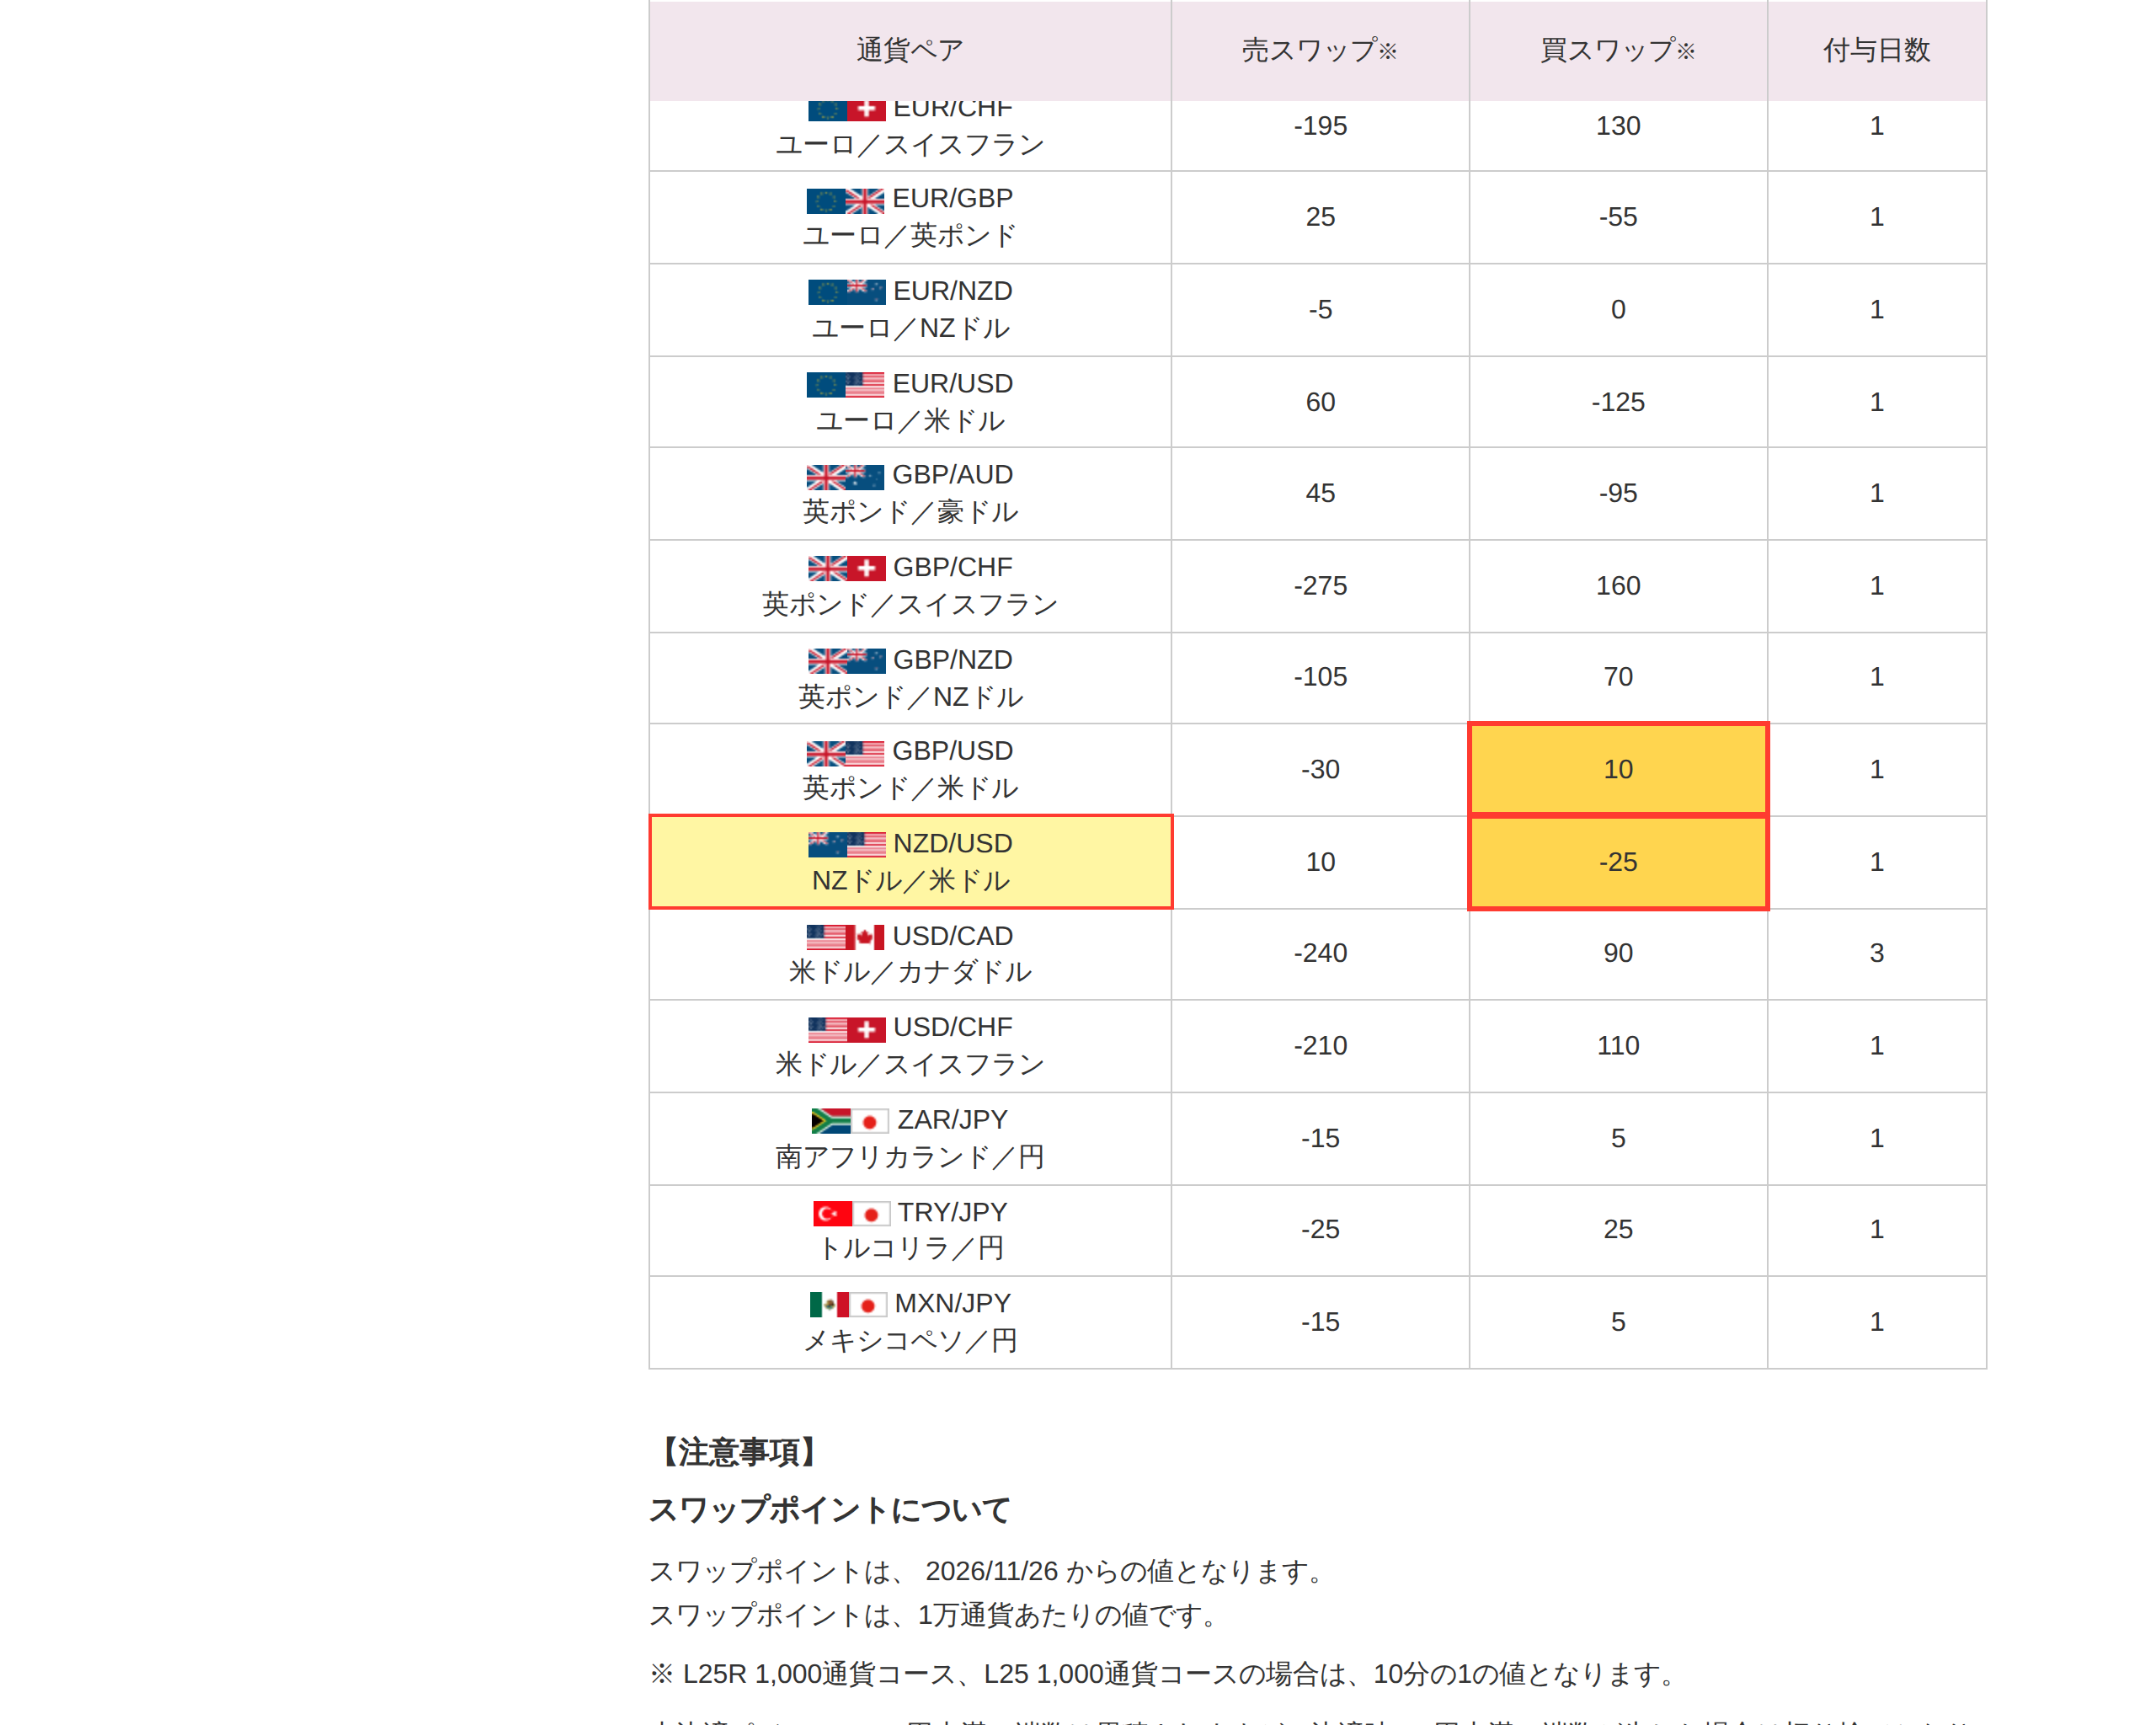 通貨ペア 売スワップ※ 買スワップ※ 付与日数
EUR/CHF
ユーロ／スイスフラン -195 130 1
EUR/GBP
ユーロ／英ポンド 25 -55 1
EUR/NZD
ユーロ／NZドル -5 0 1
EUR/USD
ユーロ／米ドル 60 -125 1
GBP/AUD
英ポンド／豪ドル 45 -95 1
GBP/CHF
英ポンド／スイスフラン -275 160 1
GBP/NZD
英ポンド／NZドル -105 70 1
GBP/USD
英ポンド／米ドル -30 10 1
NZD/USD
NZドル／米ドル 10 -25 1
USD/CAD
米ドル／カナダドル -240 90 3
USD/CHF
米ドル／スイスフラン -210 110 1
ZAR/JPY
南アフリカランド／円 -15 5 1
TRY/JPY
トルコリラ／円 -25 25 1
MXN/JPY
メキシコペソ／円 -15 5 1
【注意事項】
スワップポイントについて
スワップポイントは、 2026/11/26 からの値となります。
スワップポイントは、1万通貨あたりの値です。
※ L25R 1,000通貨コース、L25 1,000通貨コースの場合は、10分の1の値となります。